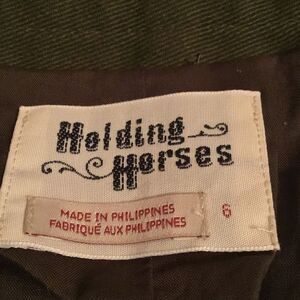 Holding
Horses
MADE IN PHILIPPINES
FABRIQUÉ AUX PHILIPPINES
6